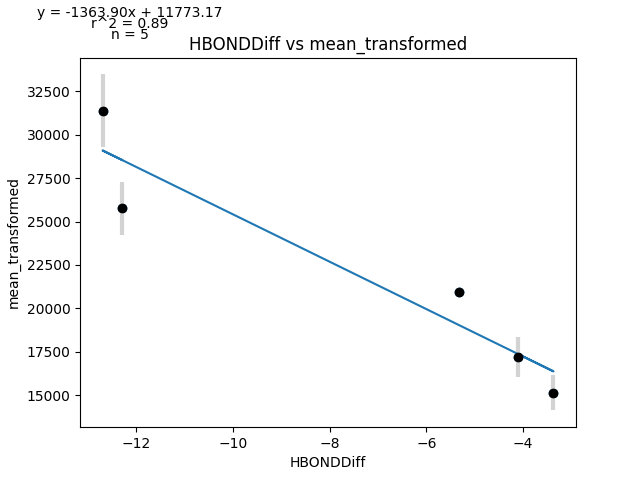 y = -1363.90x + 11773.17
r^2 = 0.89
n = 5
HBONDDiff vs mean_transformed
mean_transformed
32500
30000
27500
25000
22500
20000
17500
15000
−12
−10
−8
−6
−4
HBONDDiff